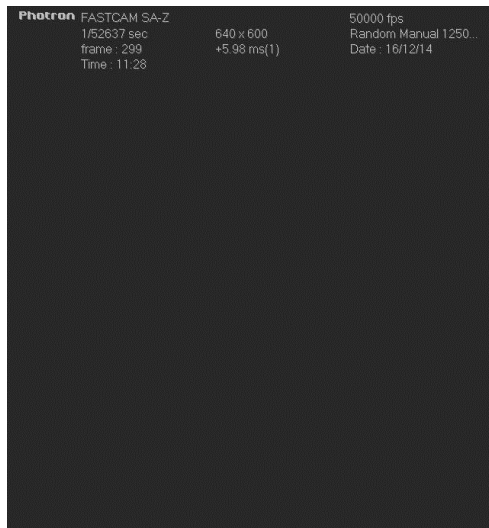 Photron FASTCAM SA-Z 50000 fps
1/52637 sec 640 x 600 Random Manual 1250...
frame : 299 +5.98 ms(1) Date : 16/12/14
Time : 11:28